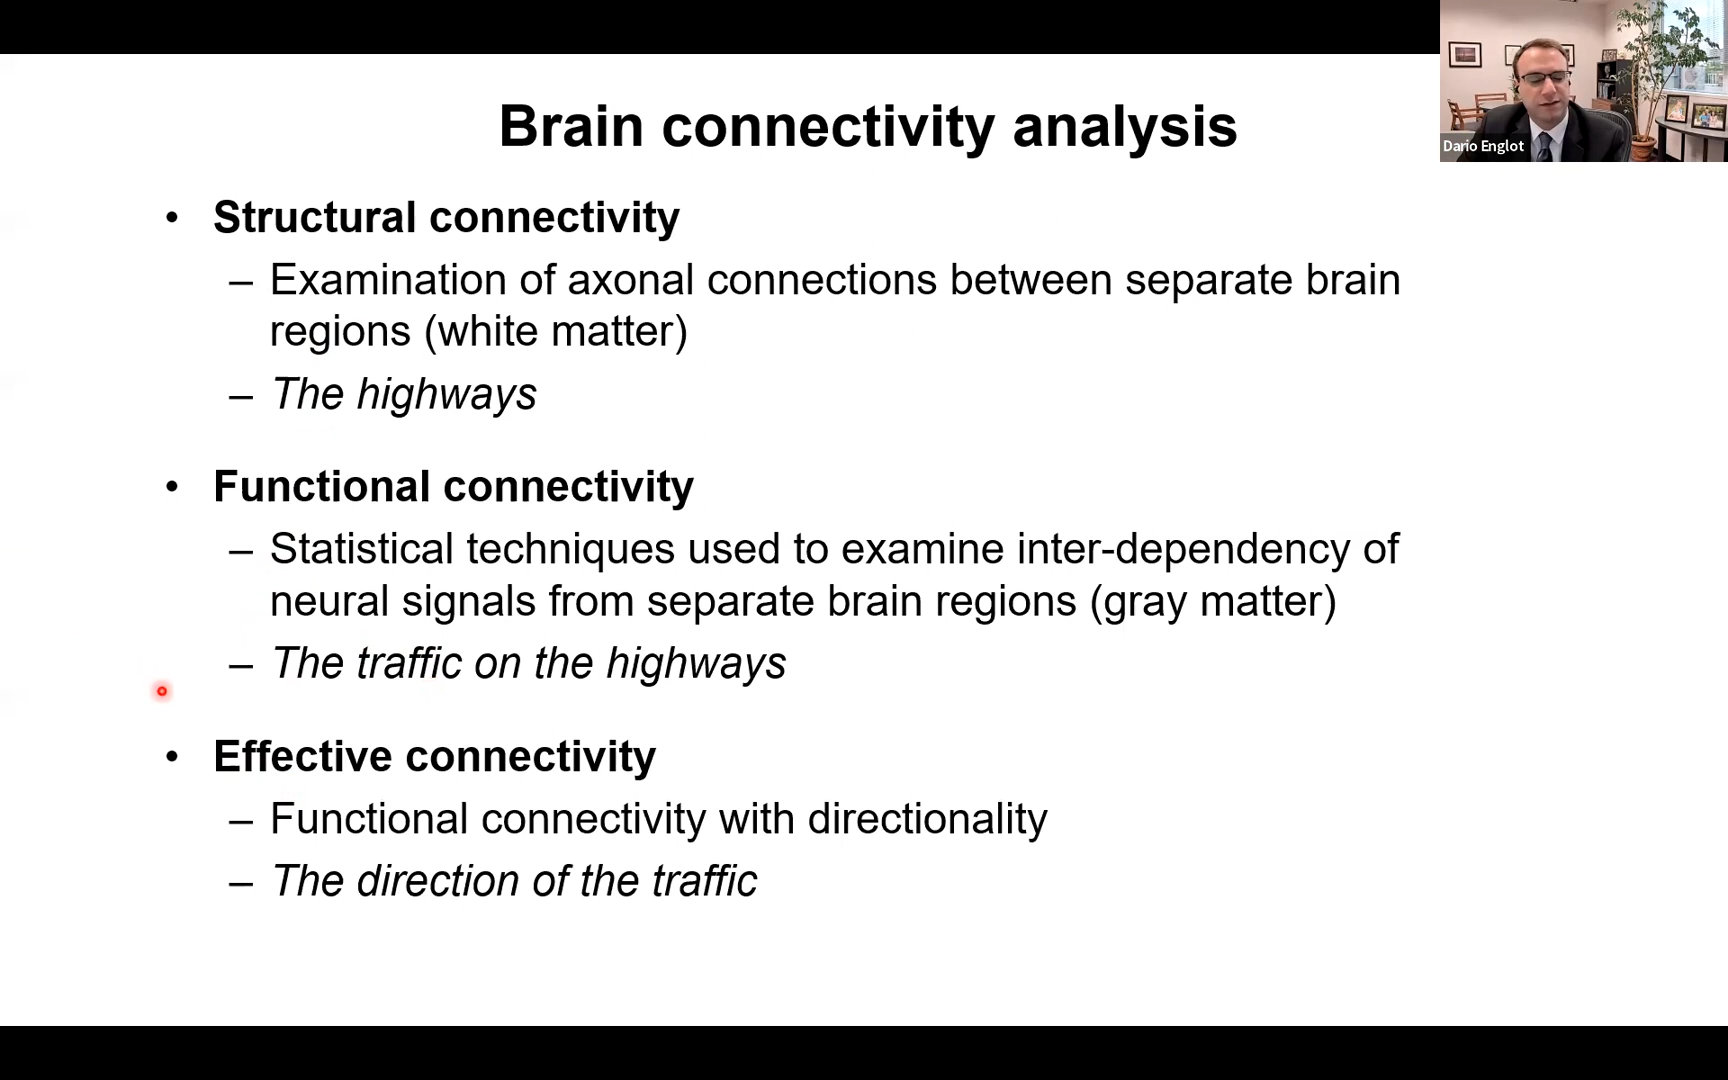 Brain connectivity analysis
Dario Englot
• Structural connectivity
– Examination of axonal connections between separate brain
regions (white matter)
– The highways
• Functional connectivity
– Statistical techniques used to examine inter-dependency of
neural signals from separate brain regions (gray matter)
– The traffic on the highways
• Effective connectivity
– Functional connectivity with directionality
– The direction of the traffic